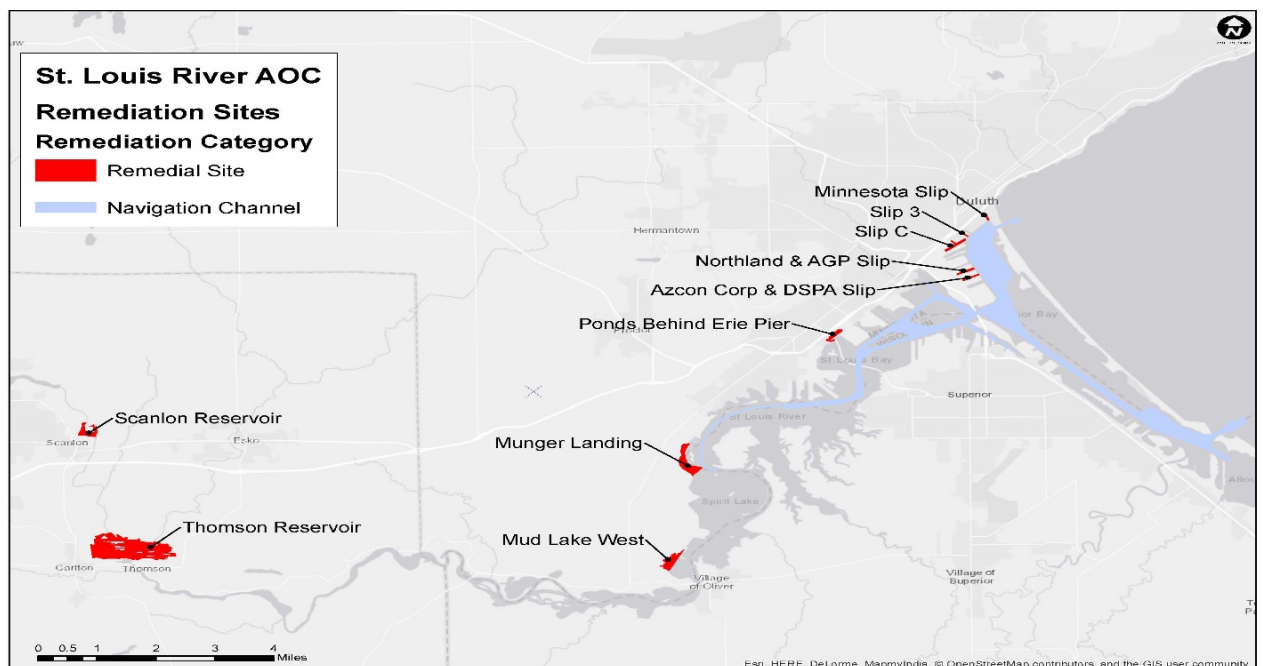 St. Louis River AOC
Remediation Sites
Remediation Category
Remedial Site
Navigation Channel
N
Minnesota Slip
Duluth
Slip 3
Slip C
Hermantown
Northland & AGP Slip
Azcon Corp & DSPA Slip
Ponds Behind Erie Pier
St Louis Bay
Superior
Scanlon Reservoir
Scanlon
Esko
St Louis River
Munger Landing
Spirit Lake
Thomson Reservoir
Mud Lake West
Carlton
Thomson
Village
of Oliver
Village of
Superior
0 0.5 1 2 3 4
Miles
Esri, HERE, DeLorme, MapmyIndia, © OpenStreetMap contributors, and the GIS user community